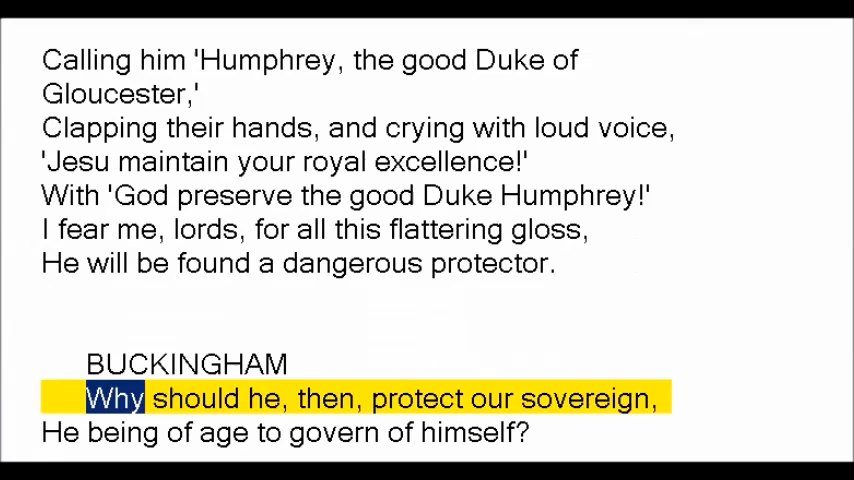 Calling him 'Humphrey, the good Duke of
Gloucester,'
Clapping their hands, and crying with loud voice,
'Jesu maintain your royal excellence!'
With 'God preserve the good Duke Humphrey!'
I fear me, lords, for all this flattering gloss,
He will be found a dangerous protector.
BUCKINGHAM
Why should he, then, protect our sovereign,
He being of age to govern of himself?